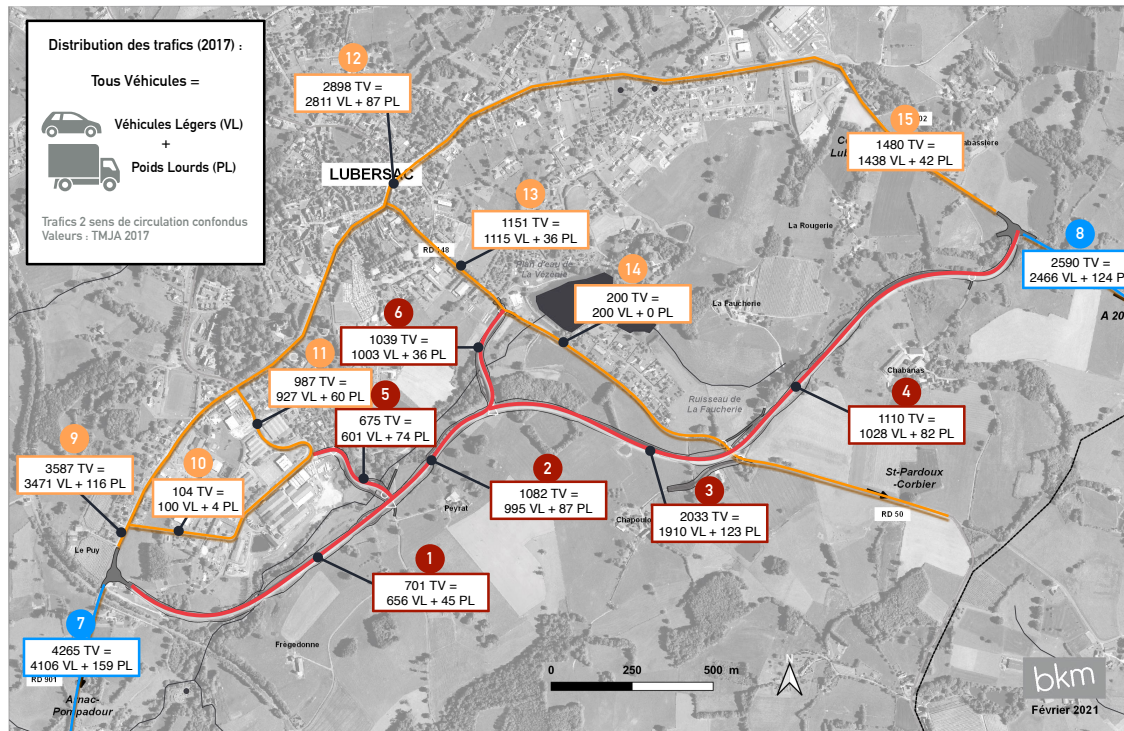 Distribution des trafics (2017) :
Tous Véhicules =
Véhicules Légers (VL)
+
Poids Lourds (PL)
Trafics 2 sens de circulation confondus
Valeurs : TMJA 2017
12
2898 TV =
2811 VL + 87 PL
LUBERSAC
15
1480 TV =
1438 VL + 42 PL
02
13
1151 TV =
1115 VL + 36 PL
La Rougerie
8
2590 TV =
2466 VL + 124 P
A 20
Plan d'eau de
La Vézénie
14
200 TV =
200 VL + 0 PL
La Faucherie
6
1039 TV =
1003 VL + 36 PL
11
987 TV =
927 VL + 60 PL
5
675 TV =
601 VL + 74 PL
Ruisseau de
La Faucherie
Chabanas
4
1110 TV =
1028 VL + 82 PL
9
3587 TV =
3471 VL + 116 PL
10
104 TV =
100 VL + 4 PL
2
1082 TV =
995 VL + 87 PL
Peyrat
3
2033 TV =
1910 VL + 123 PL
St-Pardoux
-Corbier
RD 50
Le Puy
1
701 TV =
656 VL + 45 PL
7
4265 TV =
4106 VL + 159 PL
RD 901
Pompadour
Frègedonne
0 250 500 m
N
bkm
Février 2021